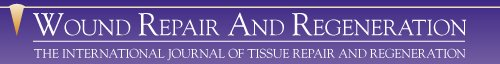 WOUND REPAIR AND REGENERATION
THE INTERNATIONAL JOURNAL OF TISSUE REPAIR AND REGENERATION